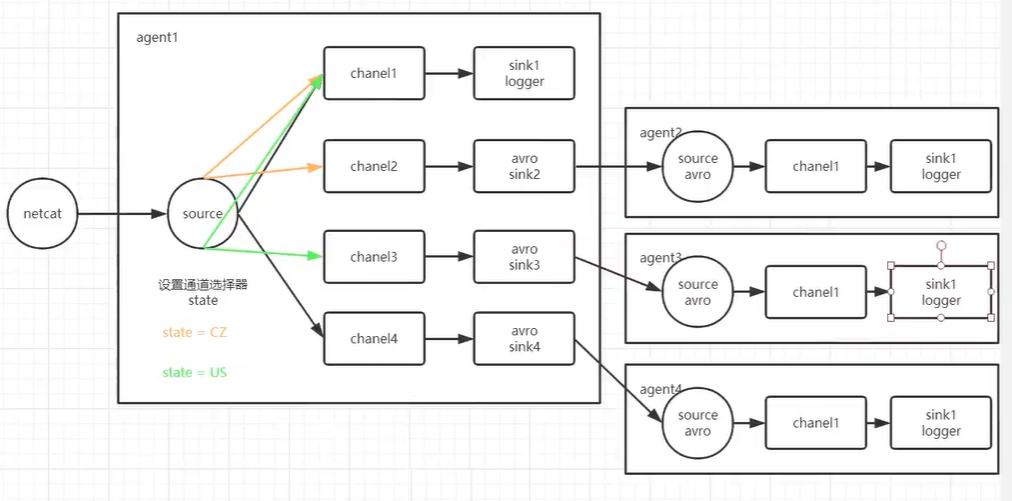 agent1
netcat
source
设置通道选择器
state
state = CZ
state = US
chanel1
sink1
logger
chanel2
avro
sink2
chanel3
avro
sink3
chanel4
avro
sink4
agent2
source
avro
chanel1
sink1
logger
agent3
source
avro
chanel1
sink1
logger
agent4
source
avro
chanel1
sink1
logger